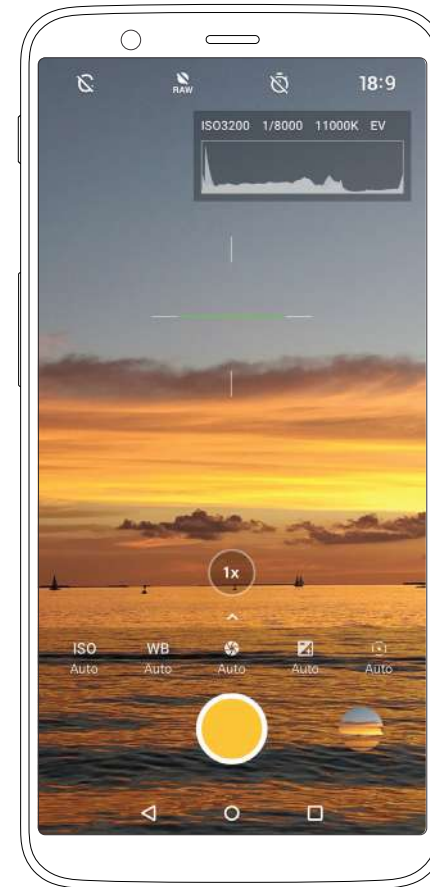 RAW
18:9
ISO3200 1/8000 11000K EV
1x
ISO WB
Auto Auto Auto Auto Auto